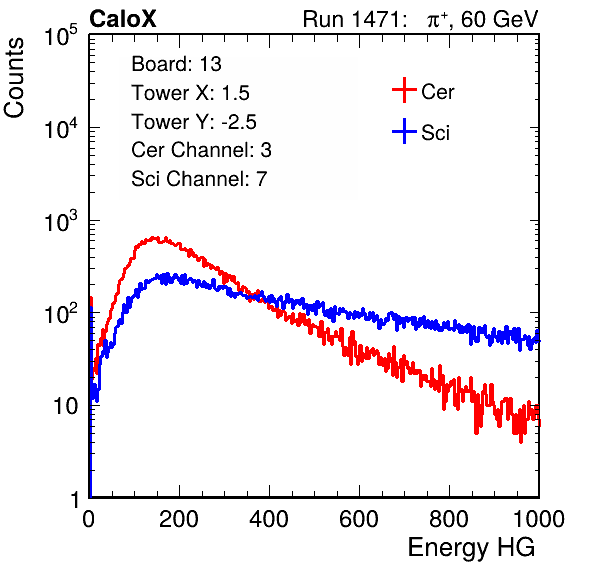 CaloX Run 1471: π⁺, 60 GeV
Counts
Board: 13
Tower X: 1.5
Tower Y: -2.5
Cer Channel: 3
Sci Channel: 7
Cer
Sci
10⁵
10⁴
10³
10²
10
1
0 200 400 600 800 1000
Energy HG